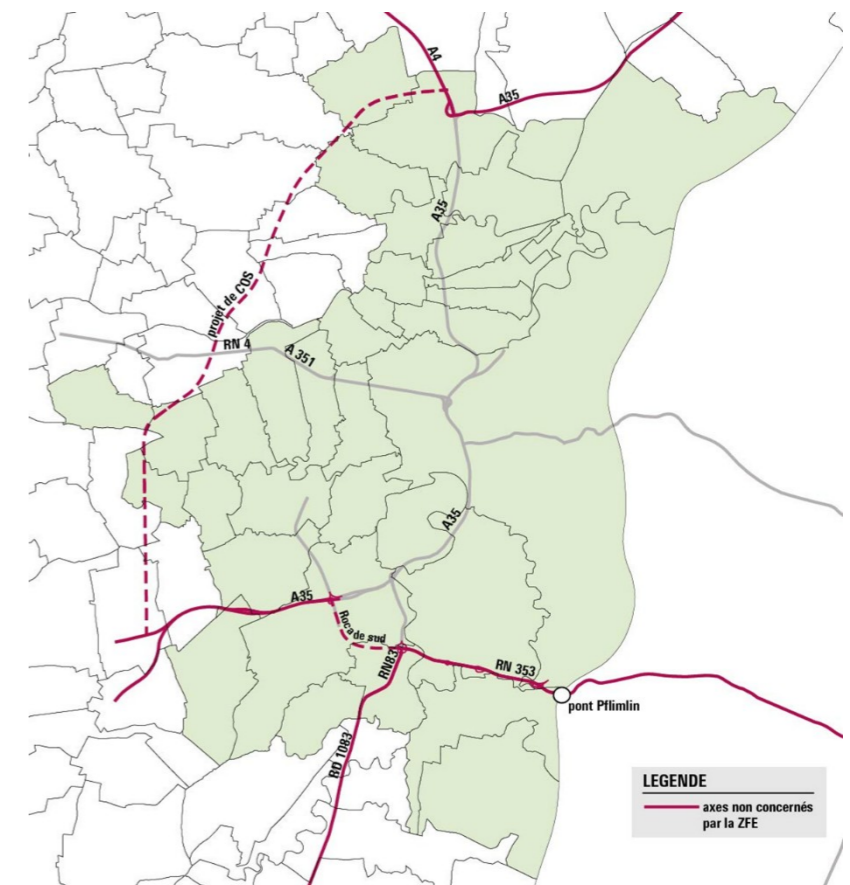 A4
A35
A35
projet de COS
RN 4
A 351
A35
A35
Rocade sud
RN83
RN 353
pont Pflimlin
RD 1083
LEGENDE
axes non concernés
par la ZFE